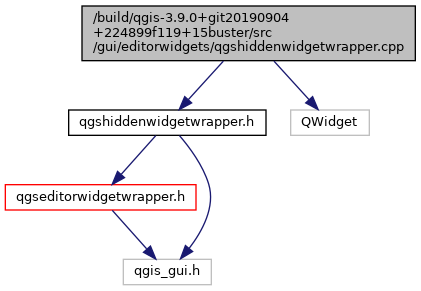 /build/qgis-3.9.0+git20190904
+224899f119+15buster/src
/gui/editorwidgets/qgshiddenwidgetwrapper.cpp
qgshiddenwidgetwrapper.h
QWidget
qgseditorwidgetwrapper.h
qgis_gui.h